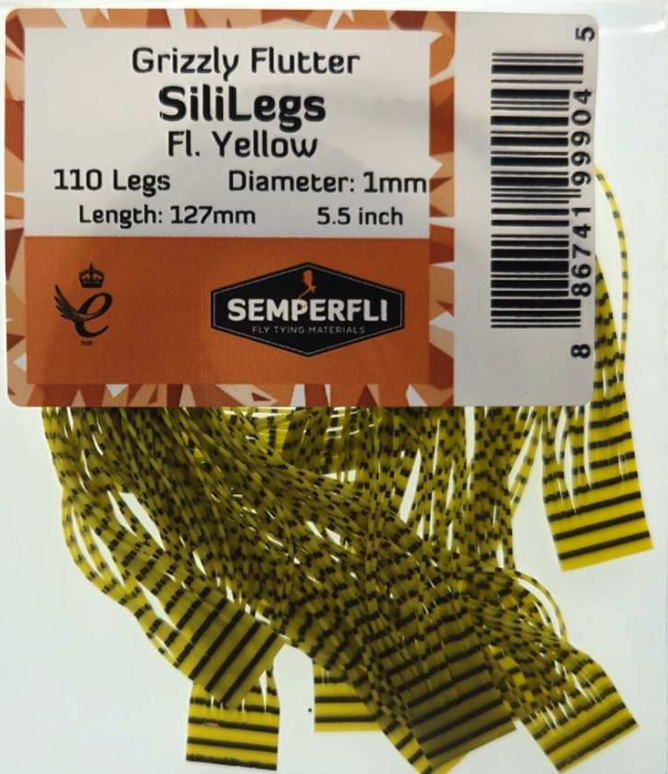 Grizzly Flutter
SiliLegs
Fl. Yellow
110 Legs Diameter: 1mm
Length: 127mm 5.5 inch
SEMPERFLI
FLY TYING MATERIALS
8 86741 99904 5